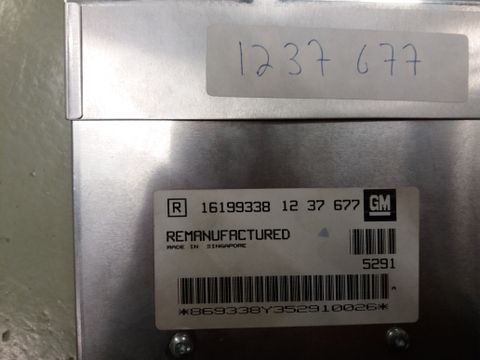 1237 677
R 16199338 12 37 677 GM
REMANUFACTURED
MADE IN SINGAPORE
5291
A
*869338Y352910026*